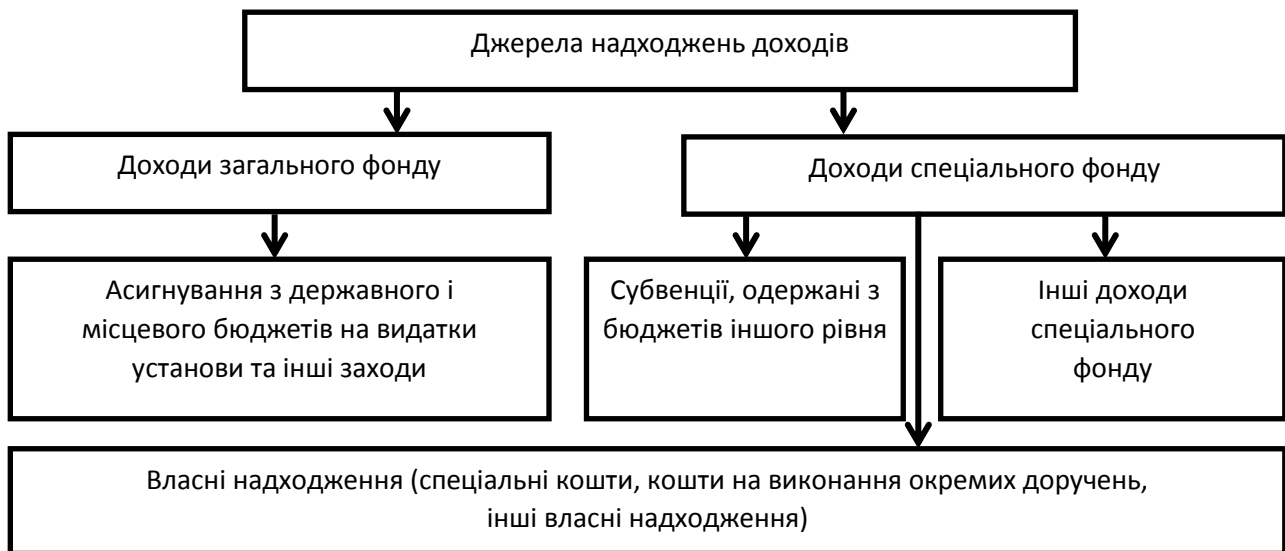 Джерела надходжень доходів
Доходи загального фонду
Доходи спеціального фонду
Асигнування з державного і
місцевого бюджетів на видатки
установи та інші заходи
Субвенції, одержані з
бюджетів іншого рівня
Інші доходи
спеціального
фонду
Власні надходження (спеціальні кошти, кошти на виконання окремих доручень,
інші власні надходження)